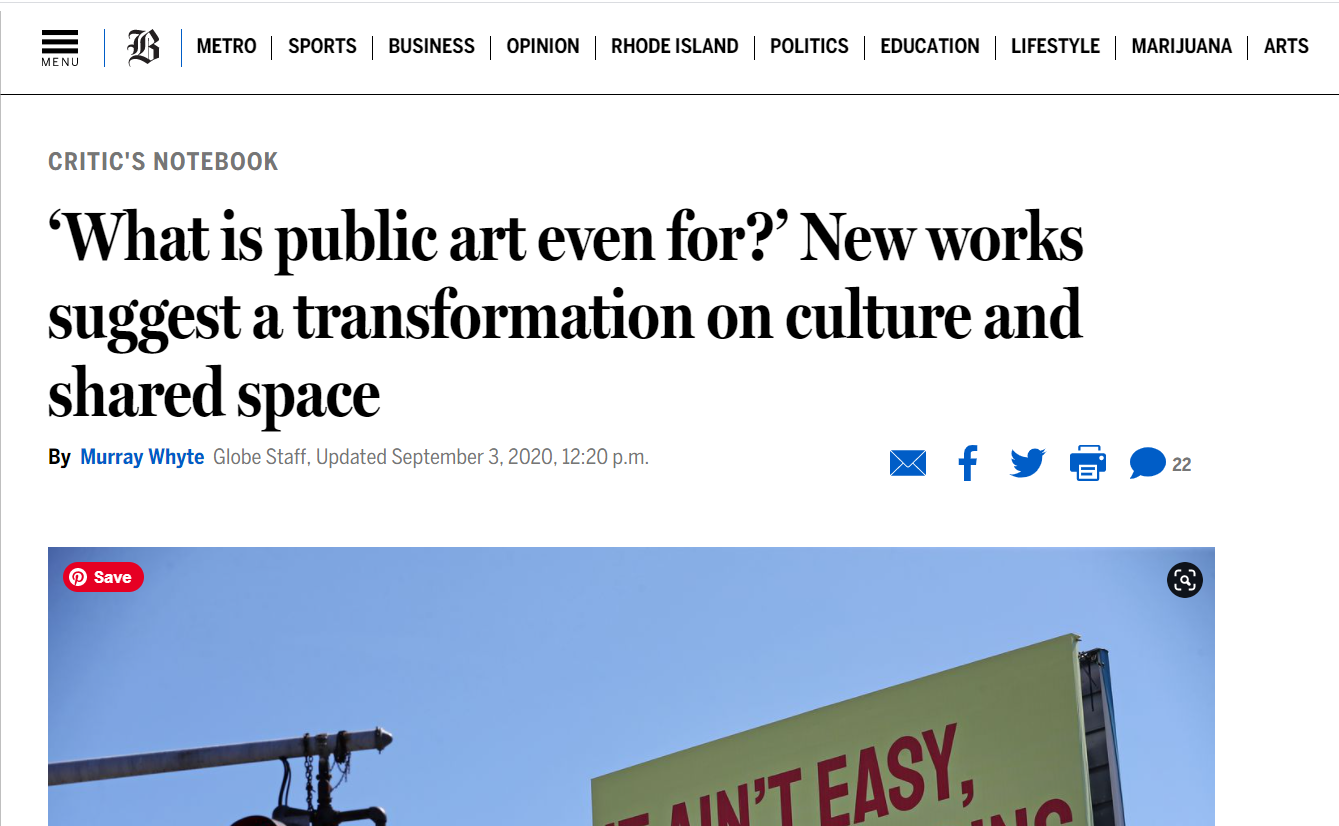 MENU
B
METRO | SPORTS | BUSINESS | OPINION | RHODE ISLAND | POLITICS | EDUCATION | LIFESTYLE | MARIJUANA | ARTS
CRITIC'S NOTEBOOK
‘What is public art even for?’ New works
suggest a transformation on culture and
shared space
By Murray Whyte Globe Staff, Updated September 3, 2020, 12:20 p.m.
22
Save
AIN'T EASY,